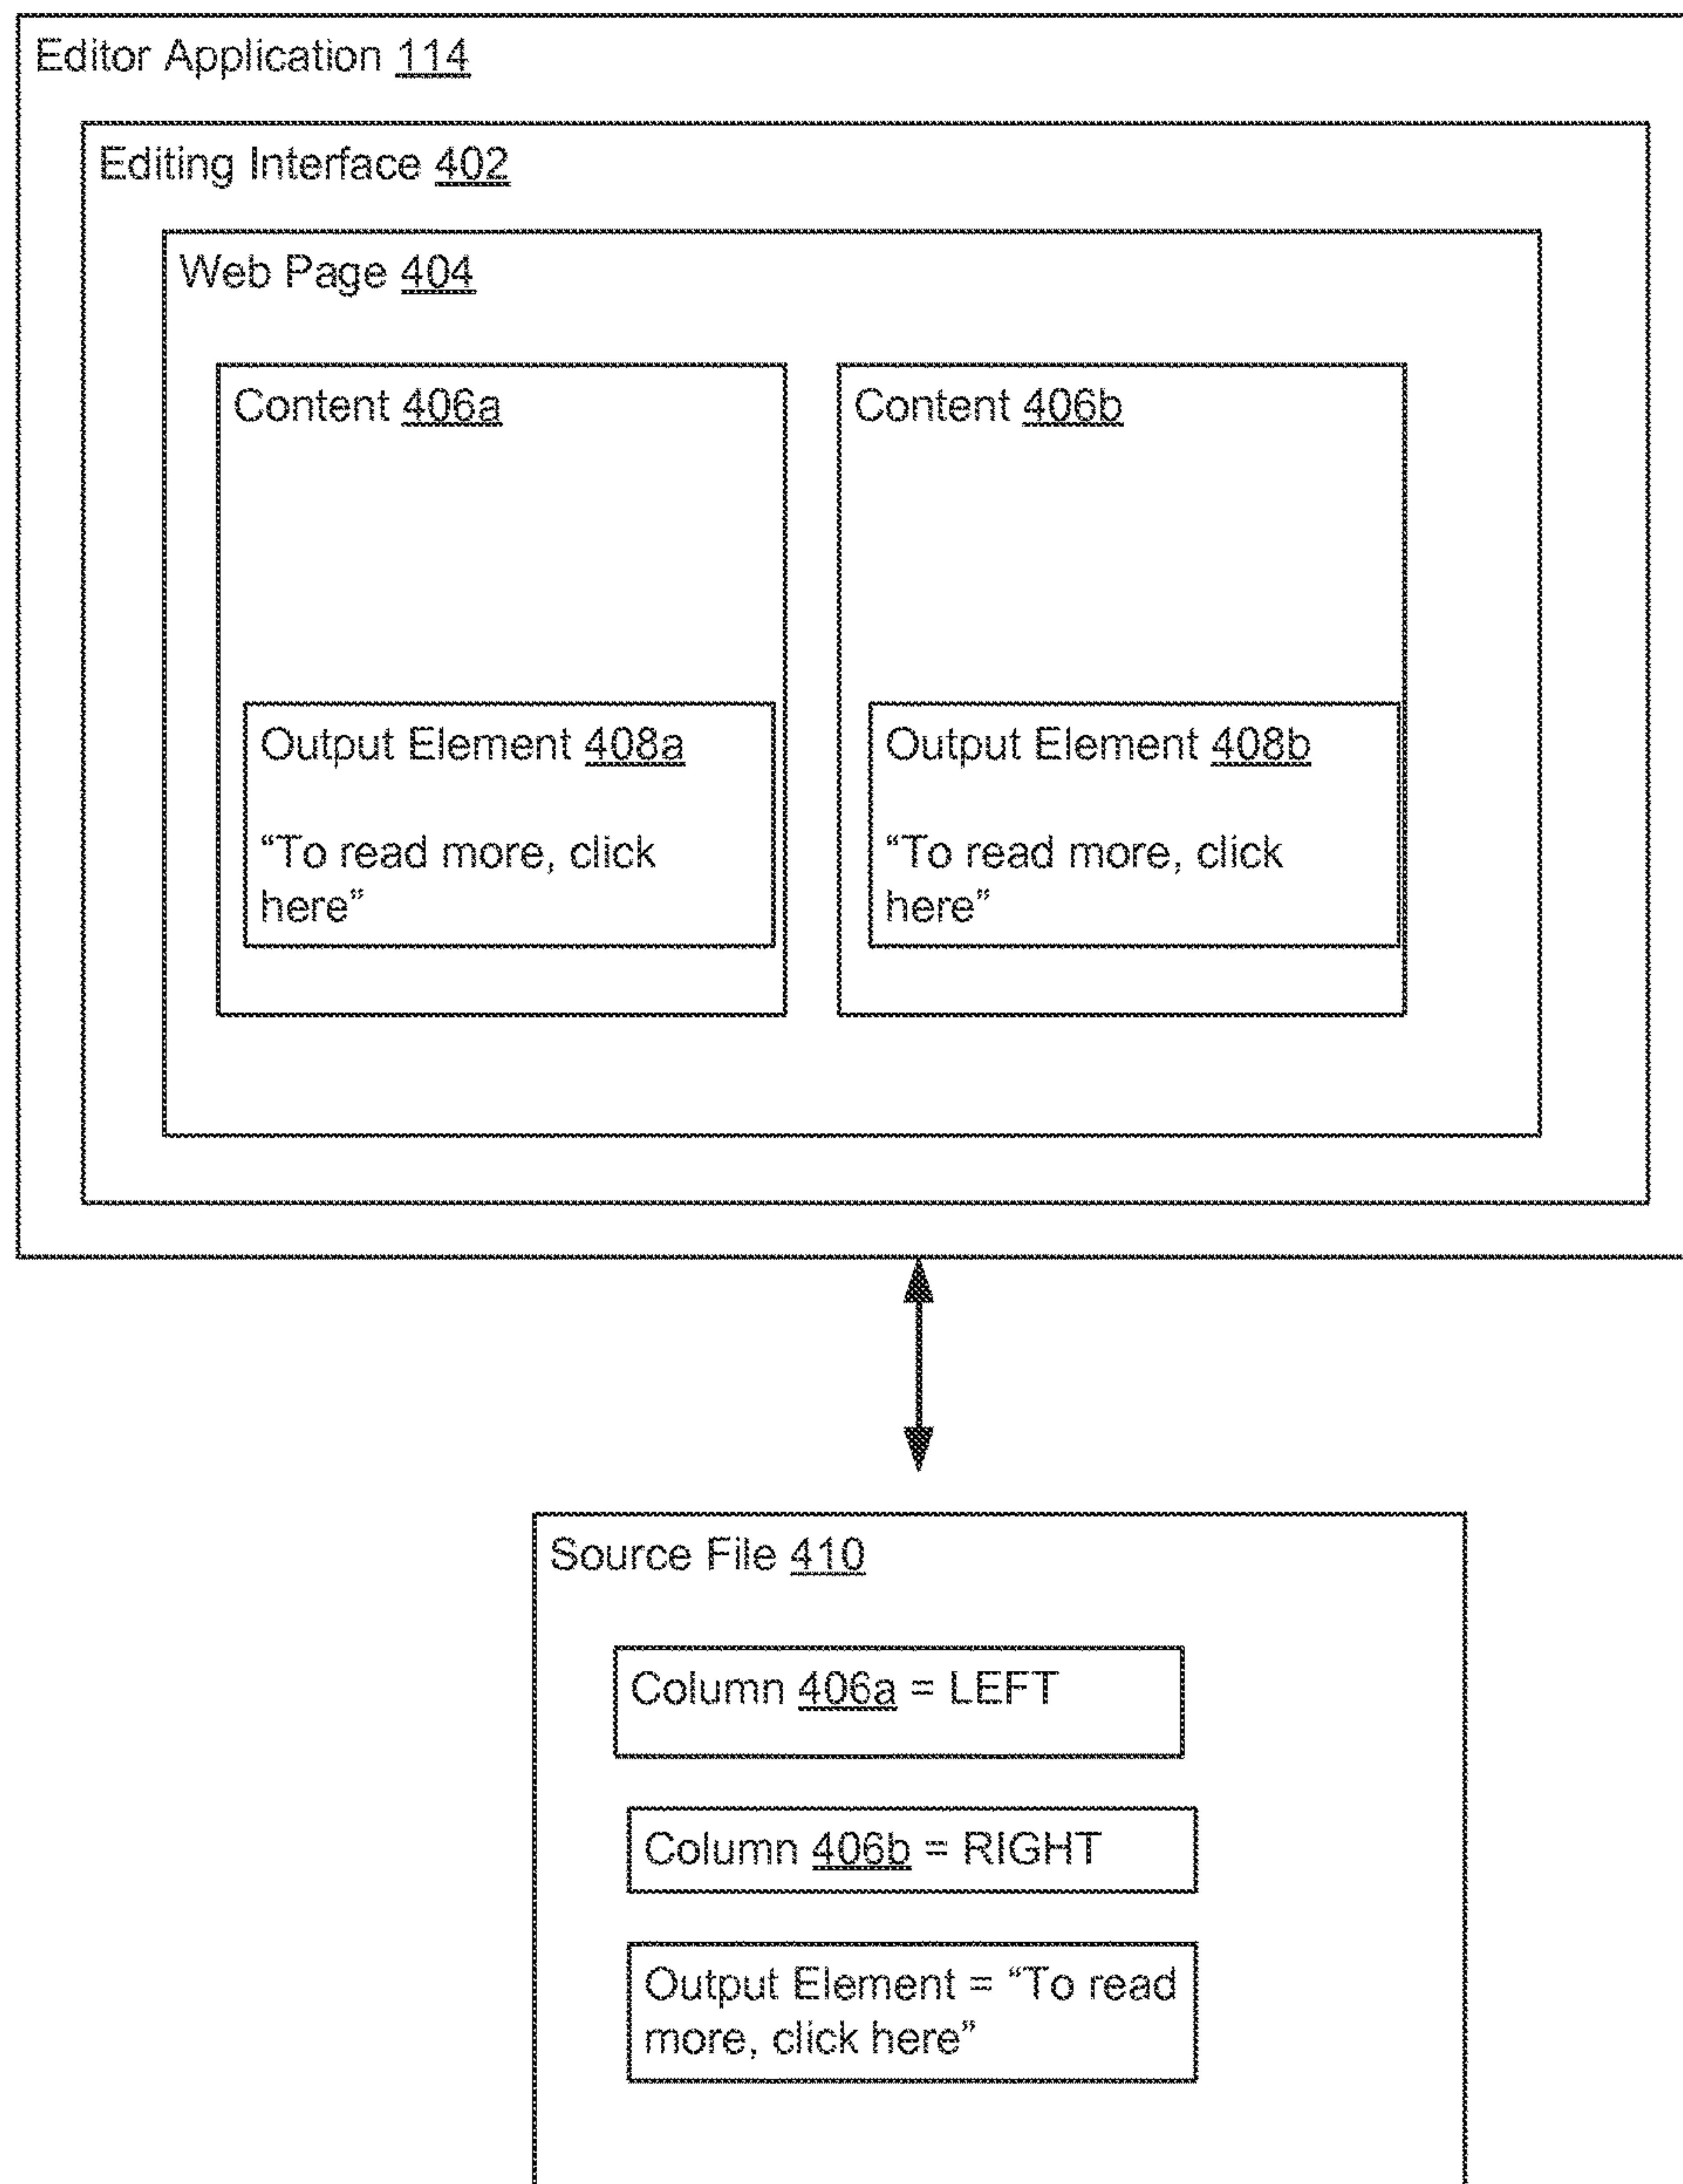 Editor Application 114
Editing Interface 402
Web Page 404
Content 406a
Content 406b
Output Element 408a
“To read more, click
here”
Output Element 408b
“To read more, click
here”
Source File 410
Column 406a = LEFT
Column 406b = RIGHT
Output Element = “To read
more, click here”